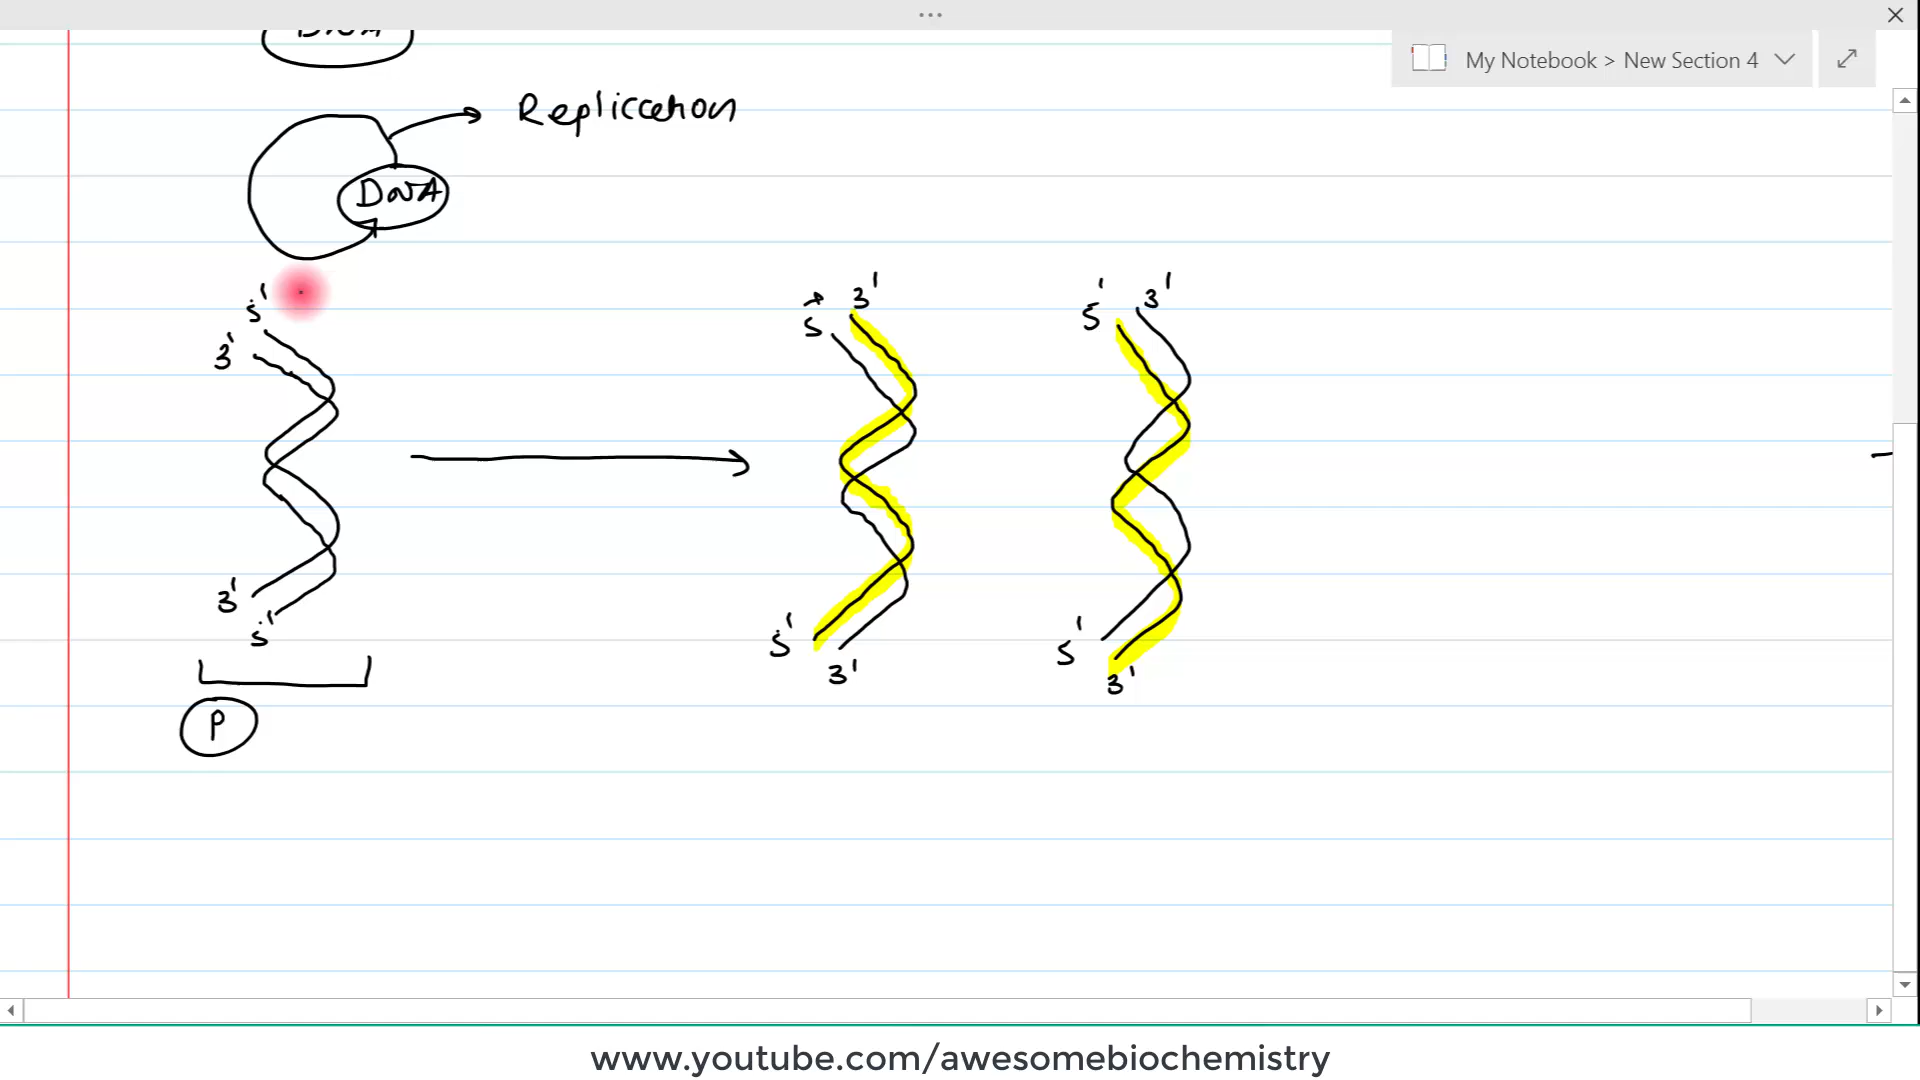 My Notebook > New Section 4
Repliccation
DNA
5' 3' 5' 3'
3' 5
3' 5' 5'
5' 3' 3'
P
www.youtube.com/awesomebiochemistry